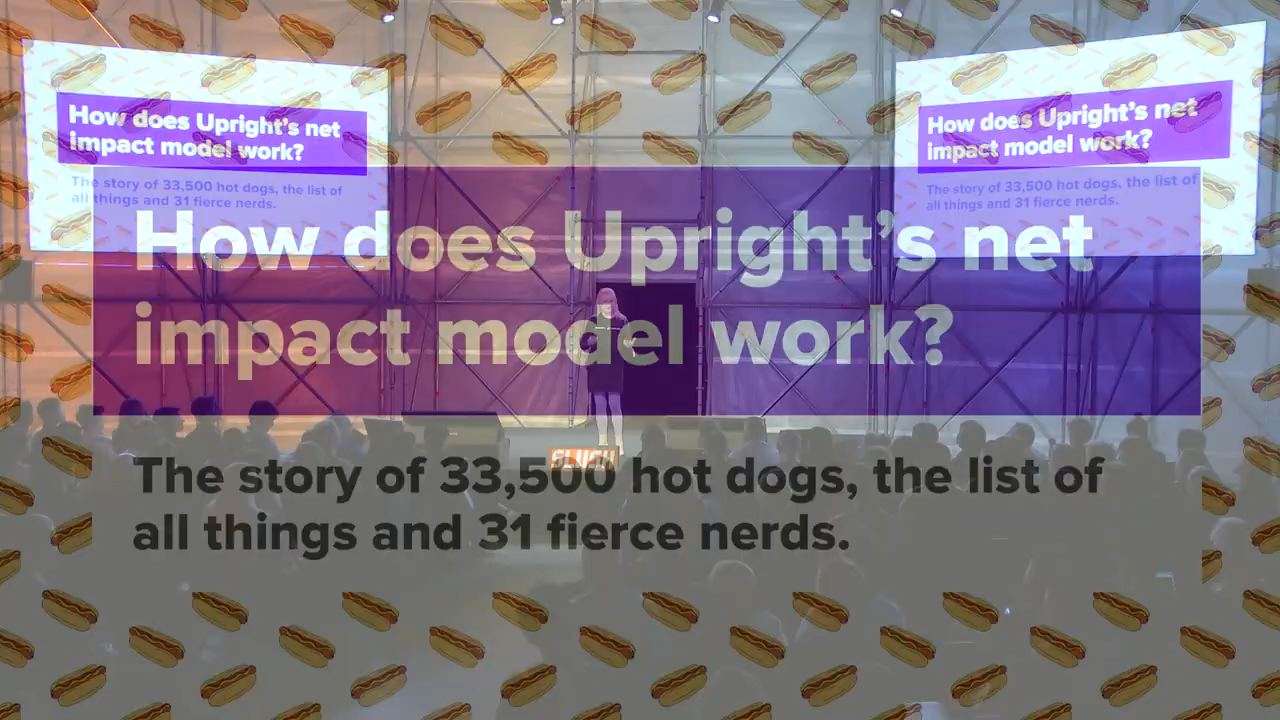 How does Upright's net
impact model work?
The story of 33,500 hot dogs, the list of
all things and 31 fierce nerds.
How does Upright's net
impact model work?
The story of 33,500 hot dogs, the list of
all things and 31 fierce nerds.
How does Upright’s net
impact model work?
The story of 33,500 hot dogs, the list of
all things and 31 fierce nerds.
SLUSH